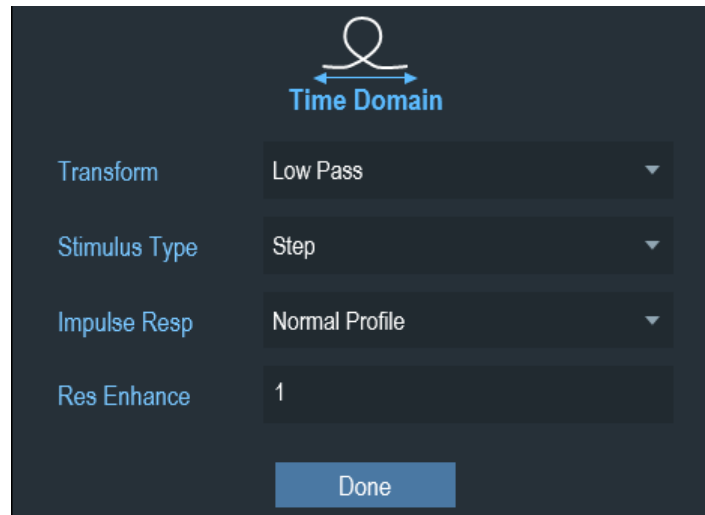 Time Domain
Transform Low Pass
Stimulus Type Step
Impulse Resp Normal Profile
Res Enhance 1
Done